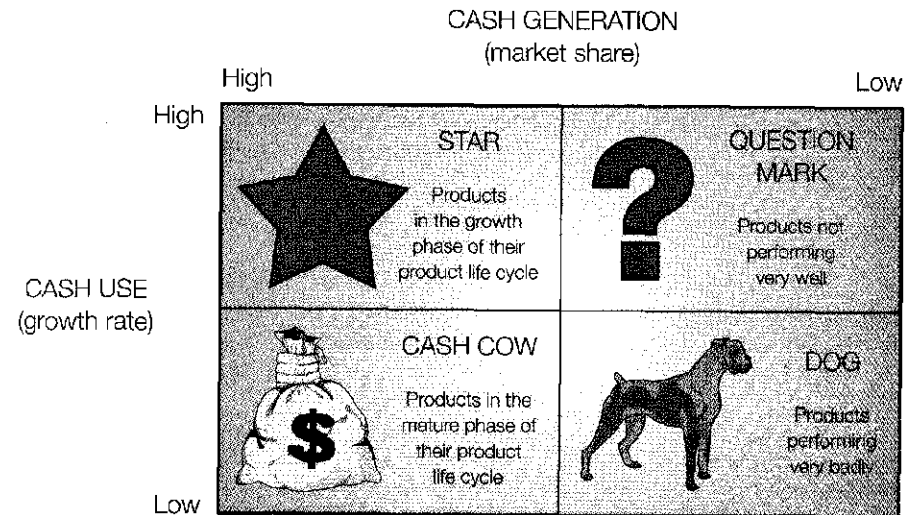 CASH GENERATION
(market share)
High
Low
High
STAR
Products
in the growth
phase of their
product life cycle
?
QUESTION
MARK
Products not
performing
very well
CASH USE
(growth rate)
CASH COW
Products in the
mature phase of
their product
life cycle
$
DOG
Products
performing
very badly
Low